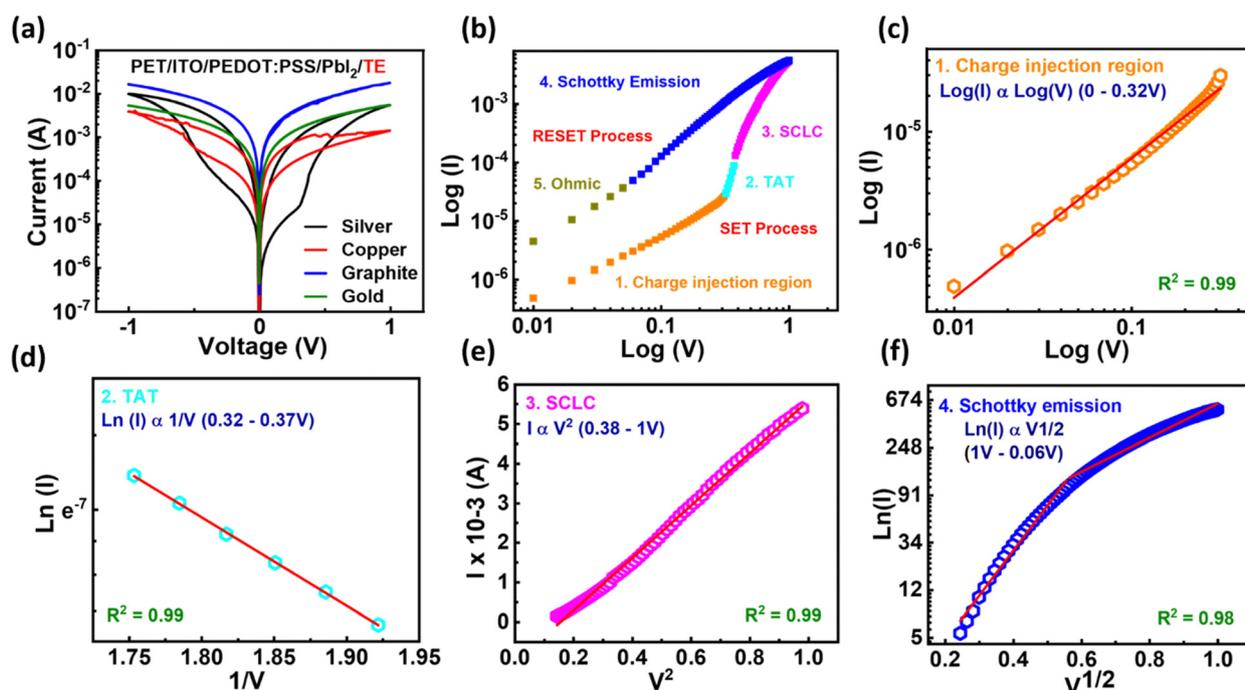 (a)
PET/ITO/PEDOT:PSS/PbI2/TE
Current (A)
10-1
10-2
10-3
10-4
10-5
10-6
10-7
Silver
Copper
Graphite
Gold
-1
0
1
Voltage (V)
(b)
4. Schottky Emission
RESET Process
3. SCLC
5. Ohmic
2. TAT
SET Process
1. Charge injection region
Log (I)
10-3
10-4
10-5
10-6
0.01
0.1
1
Log (V)
(c)
1. Charge injection region
Log(I) α Log(V) (0 - 0.32V)
Log (I)
10-5
10-6
R2 = 0.99
0.01
0.1
Log (V)
(d)
2. TAT
Ln (I) α 1/V (0.32 - 0.37V)
Ln (I)
e-7
R2 = 0.99
1.75
1.80
1.85
1.90
1.95
1/V
(e)
3. SCLC
I α V2 (0.38 - 1V)
I x 10-3 (A)
6
5
4
3
2
1
0
R2 = 0.99
0.0
0.2
0.4
0.6
0.8
1.0
V2
(f)
4. Schottky emission
Ln(I) α V1/2
(1V - 0.06V)
Ln(I)
674
248
91
34
12
5
R2 = 0.98
0.2
0.4
0.6
0.8
1.0
V1/2